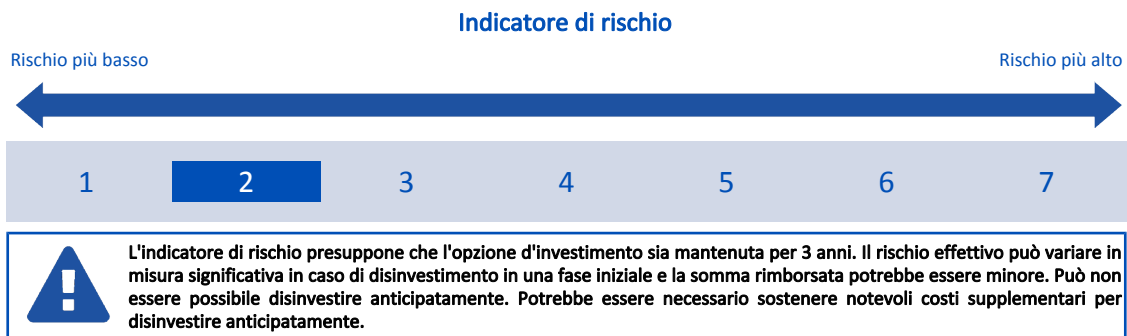 Indicatore di rischio
Rischio più basso Rischio più alto
1 2 3 4 5 6 7
L'indicatore di rischio presuppone che l'opzione d'investimento sia mantenuta per 3 anni. Il rischio effettivo può variare in
misura significativa in caso di disinvestimento in una fase iniziale e la somma rimborsata potrebbe essere minore. Può non
essere possibile disinvestire anticipatamente. Potrebbe essere necessario sostenere notevoli costi supplementari per
disinvestire anticipatamente.